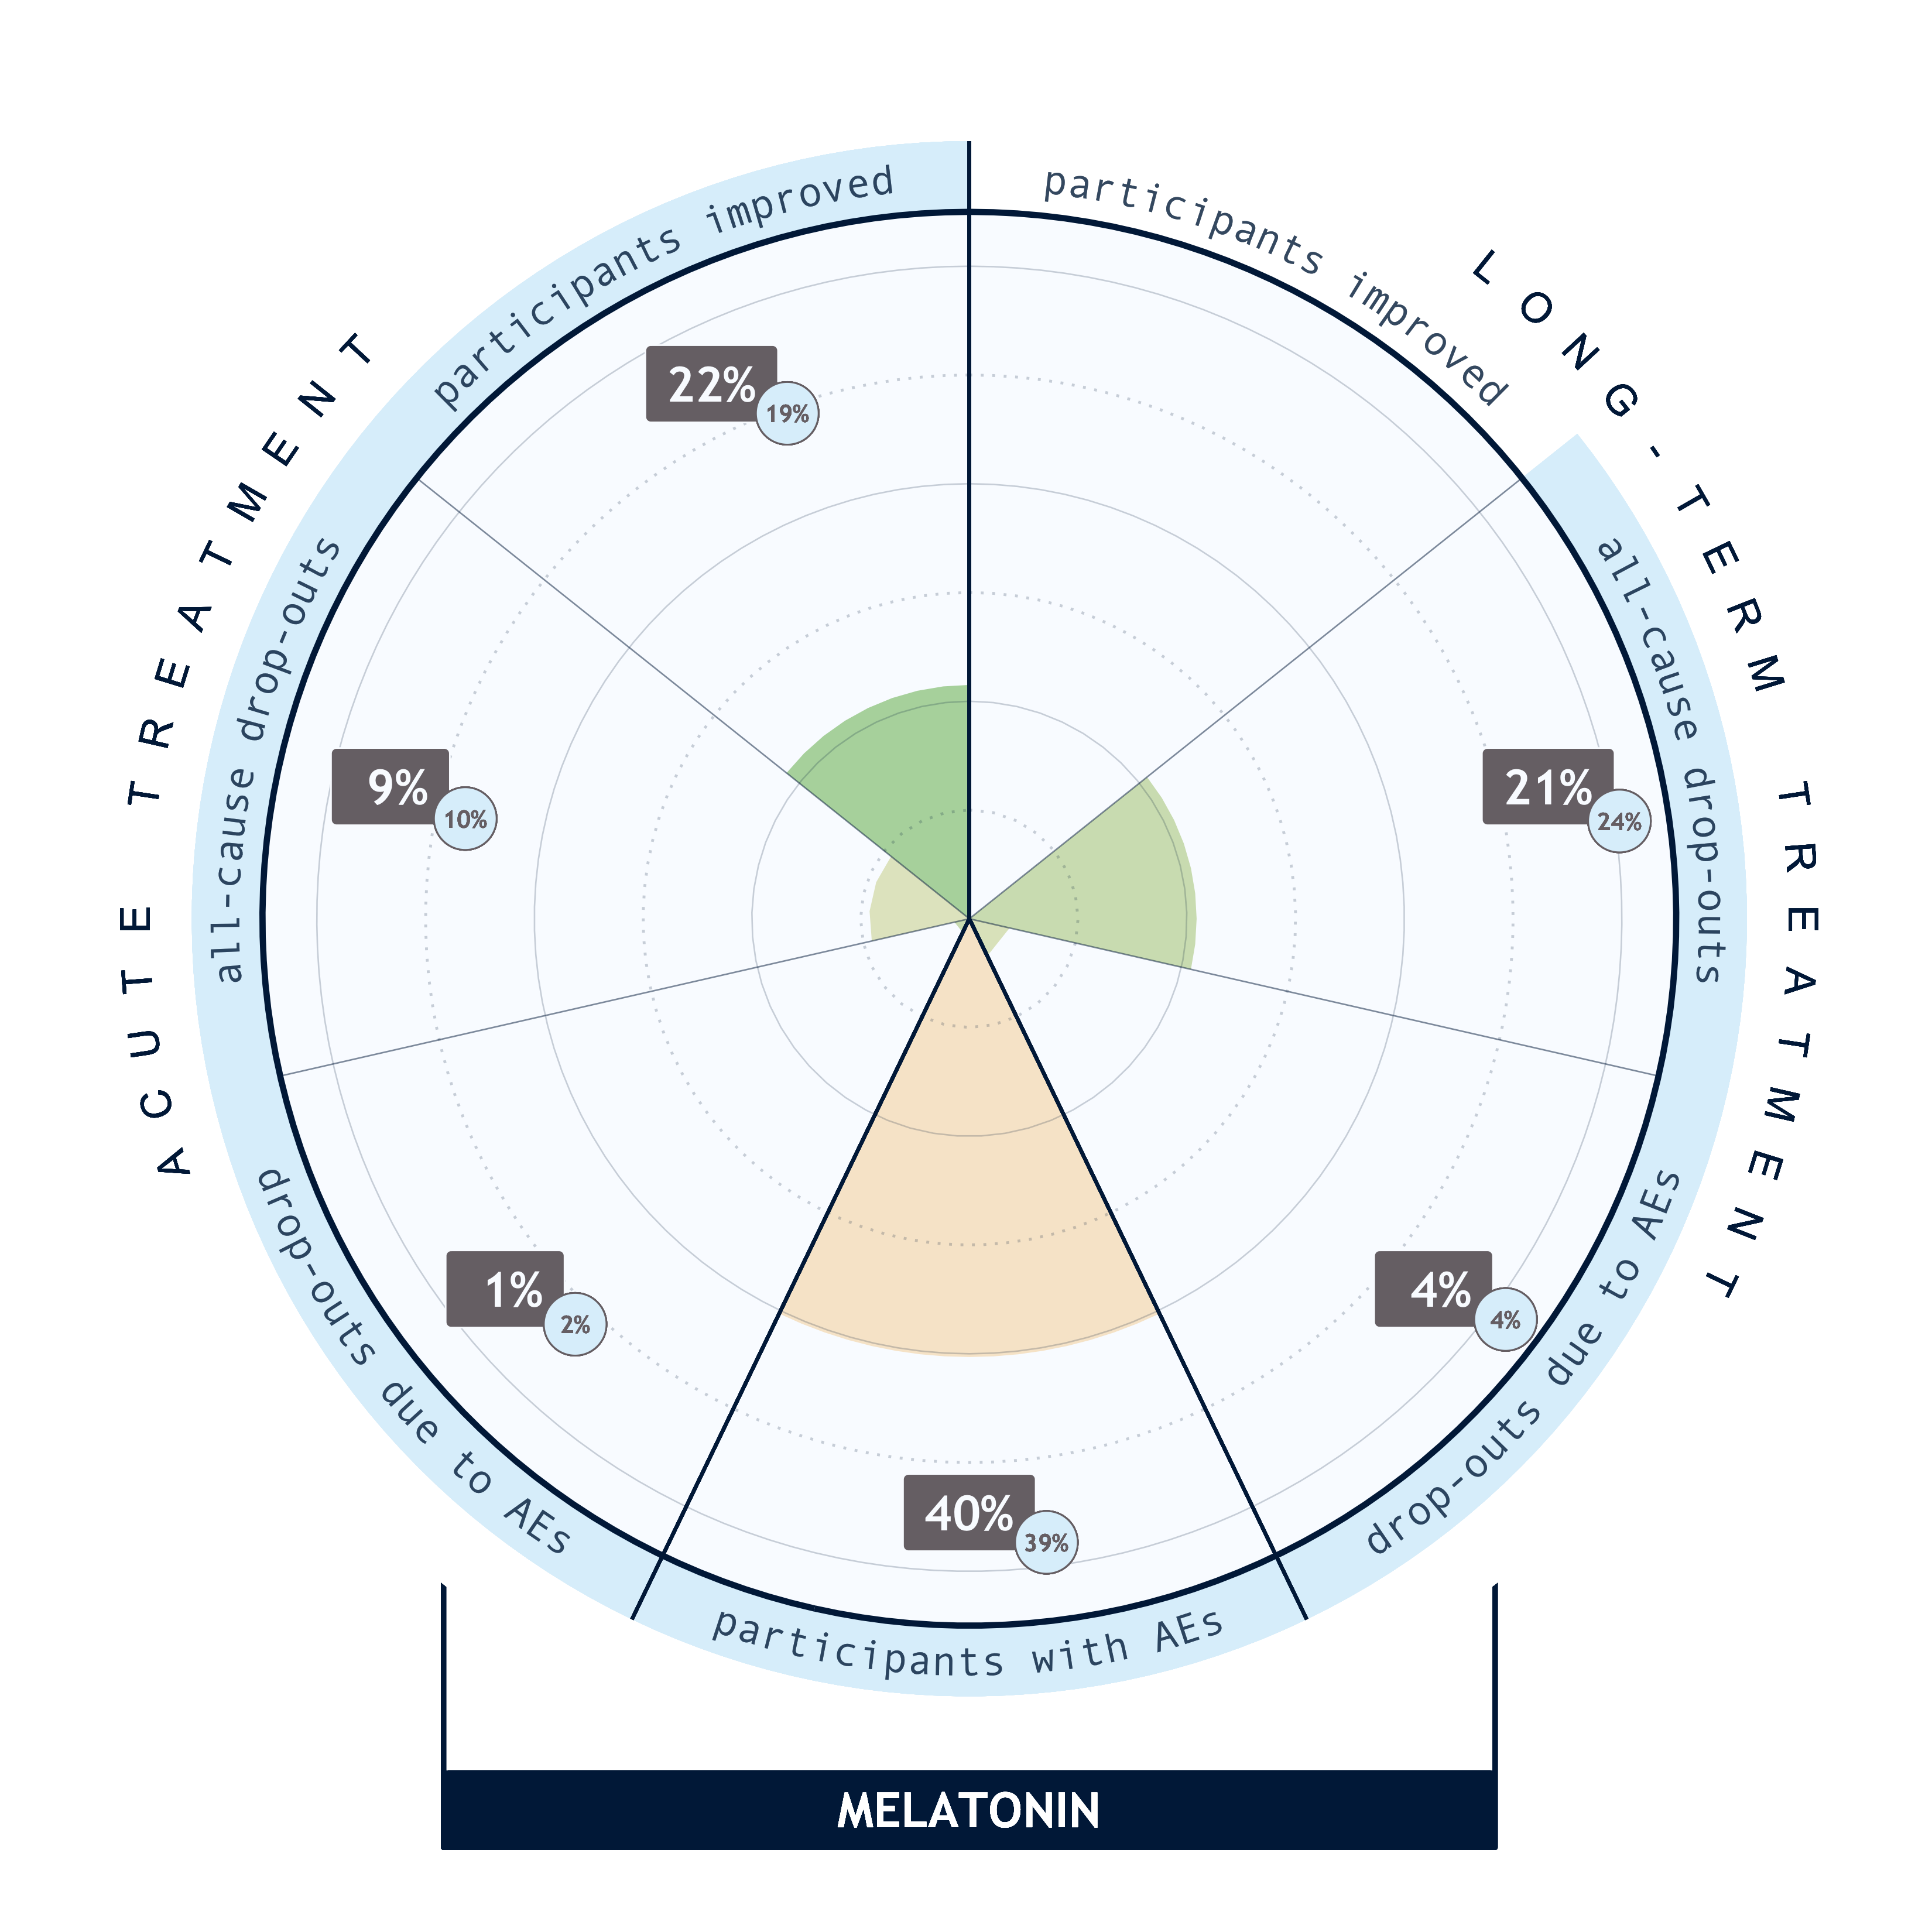 ACUTE TREATMENT
LONG-TERM TREATMENT
participants improved
participants improved
22%
19%
all-cause drop-outs
all-cause drop-outs
9%
10%
21%
24%
drop-outs due to AEs
drop-outs due to AEs
1%
2%
4%
4%
40%
39%
participants with AEs
MELATONIN